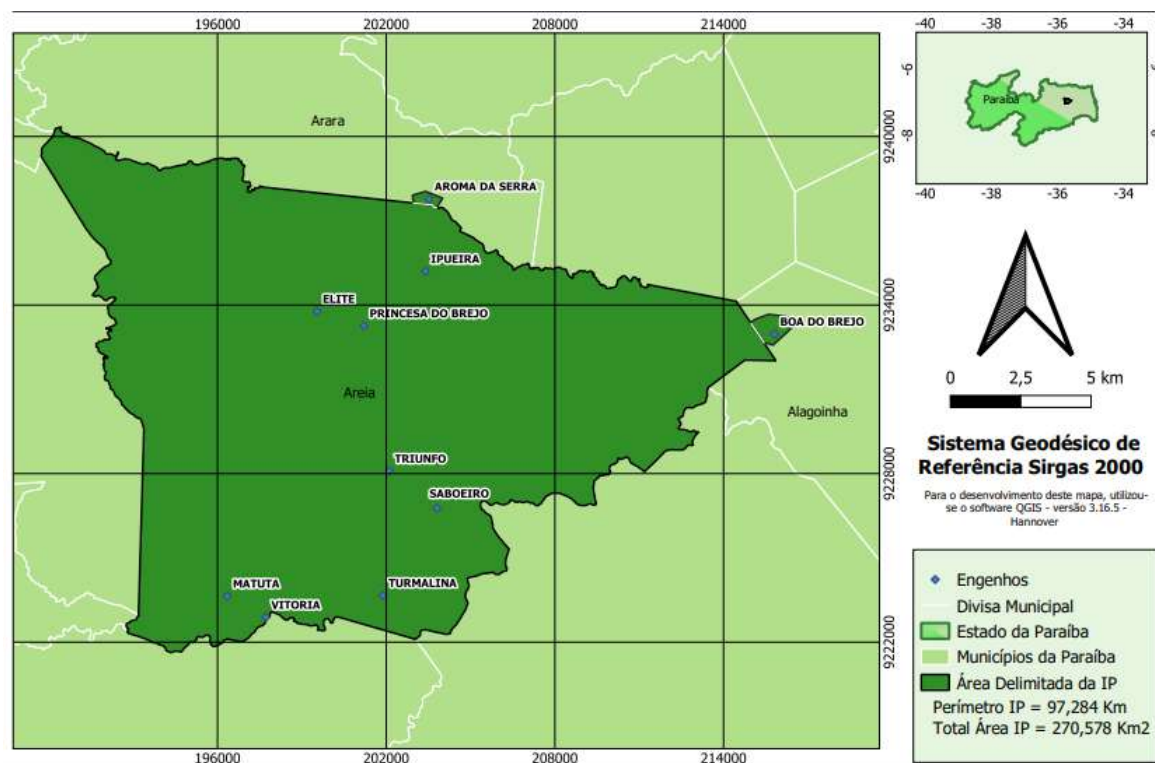 196000 202000 208000 214000
Arara
AROMA DA SERRA
IPUEIRA
ELITE
PRINCESA DO BREJO
BOA DO BREJO
Areia
Alagoinha
TRIUNFO
SABOEIRO
MATUTA
TURMALINA
VITORIA
9240000
9234000
9228000
9222000
196000 202000 208000 214000
-40 -38 -36 -34
-6
-8
Paraíba
-40 -38 -36 -34
0 2,5 5 km
Sistema Geodésico de
Referência Sirgas 2000
Para o desenvolvimento deste mapa, utilizou-
se o software QGIS - versão 3.16.5 -
Hannover
Engenhos
Divisa Municipal
Estado da Paraíba
Municípios da Paraíba
Área Delimitada da IP
Perímetro IP = 97,284 Km
Total Área IP = 270,578 Km2